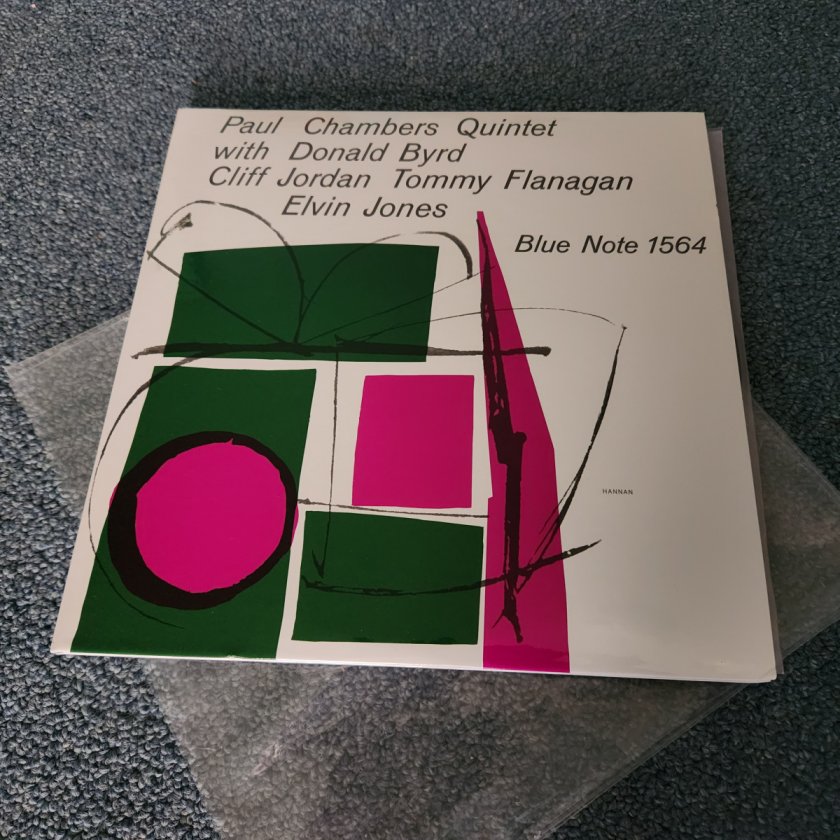 Paul Chambers Quintet
with Donald Byrd
Cliff Jordan Tommy Flanagan
Elvin Jones
Blue Note 1564
HANNAN